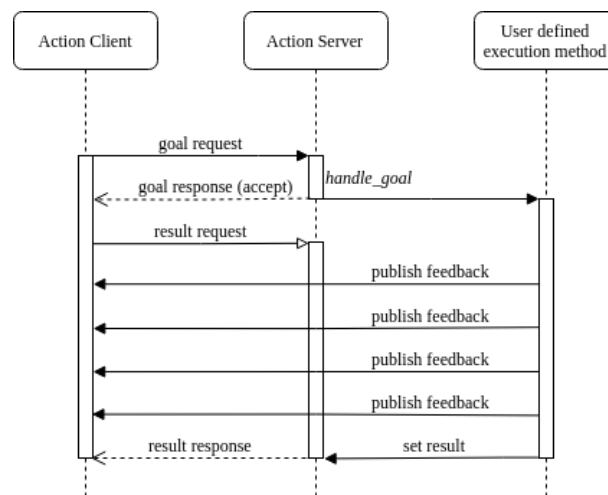 Action Client
Action Server
User defined
execution method
goal request
handle_goal
goal response (accept)
result request
publish feedback
publish feedback
publish feedback
publish feedback
result response
set result